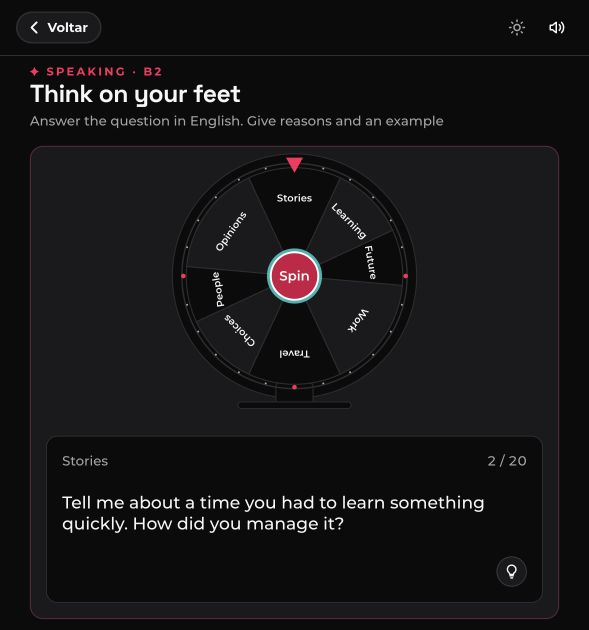 Voltar
✦ SPEAKING · B2
Think on your feet
Answer the question in English. Give reasons and an example
Stories
Learning
Future
Work
Travel
Choices
People
Opinions
Spin
Stories
2 / 20
Tell me about a time you had to learn something
quickly. How did you manage it?